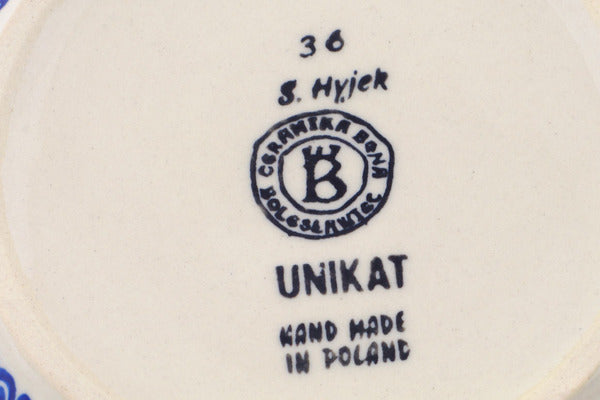 36
S. Hyjek
CERAMIKA BONA
B
BOLESŁAWIEC
UNIKAT
HAND MADE
IN POLAND